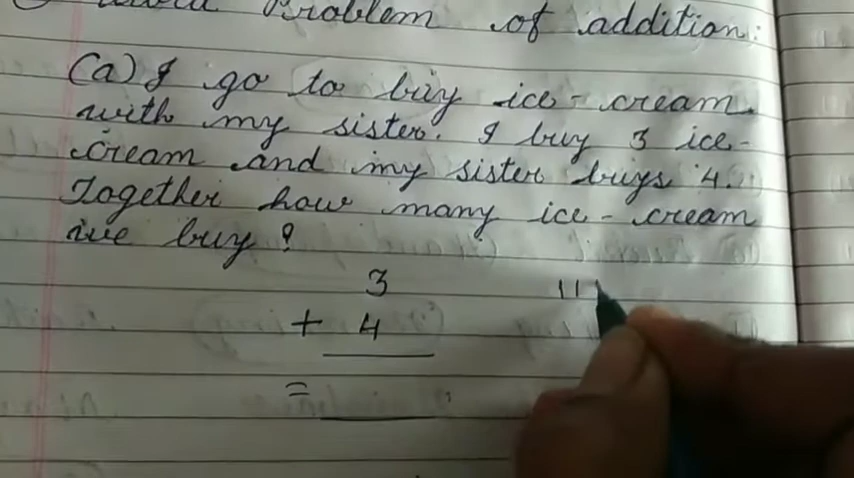 Problem of addition:
(a) I go to buy ice-cream
with my sister. I buy 3 ice-
cream and my sister buys 4.
Together how many ice-cream
we buy?
3
+ 4
=